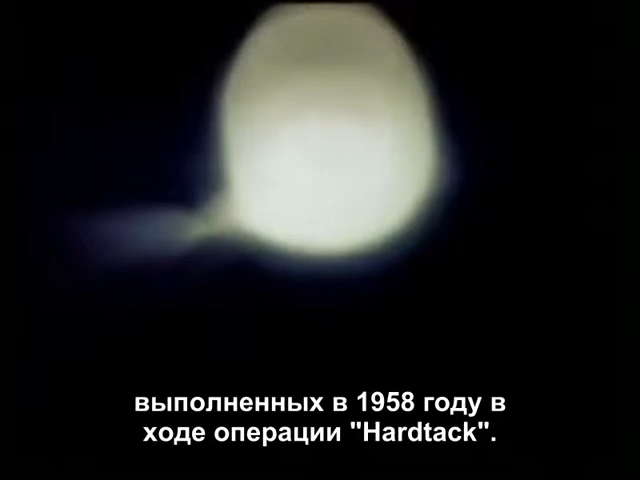 выполненных в 1958 году в
ходе операции "Hardtack".